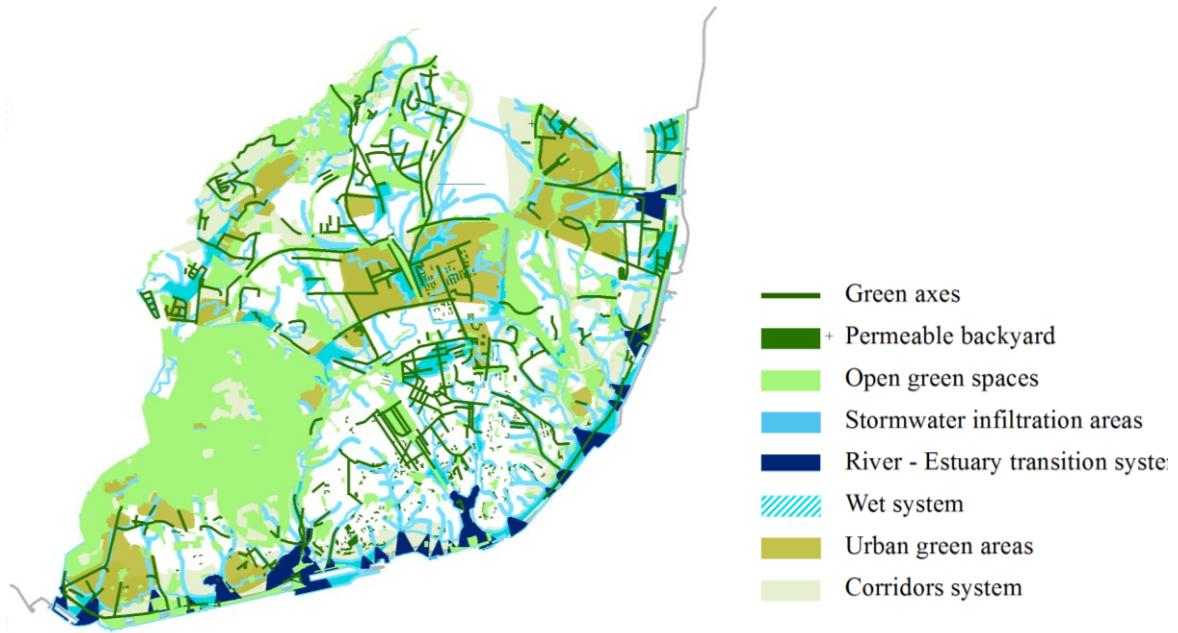 Green axes
Permeable backyard
Open green spaces
Stormwater infiltration areas
River - Estuary transition syste
Wet system
Urban green areas
Corridors system